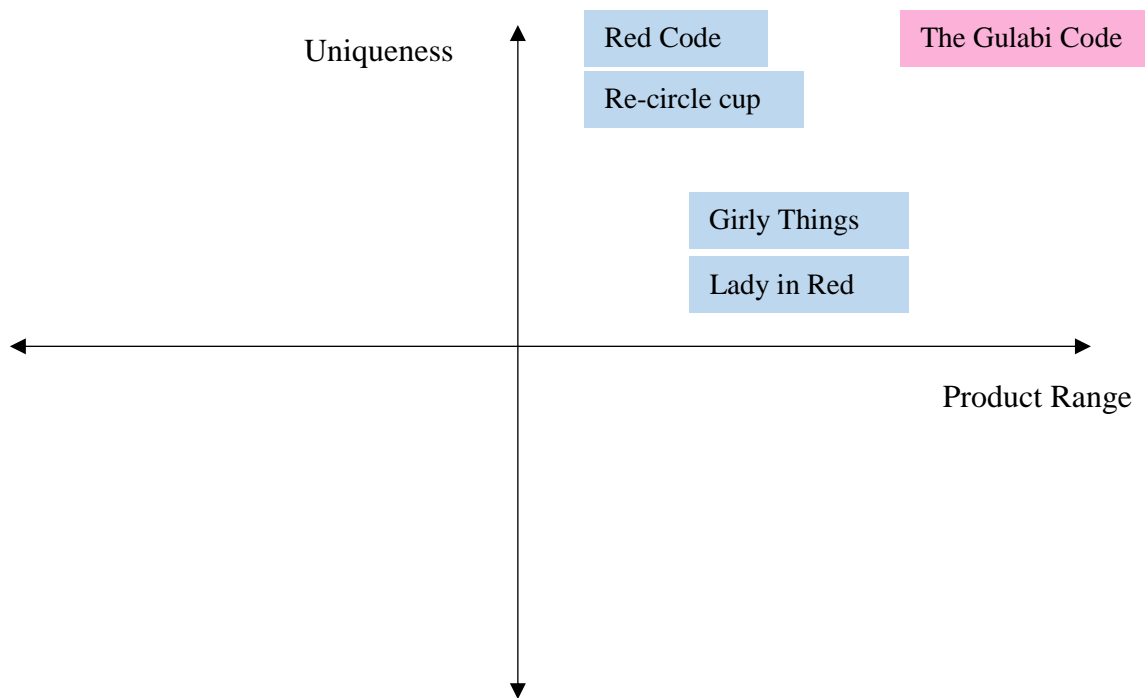 Uniqueness
Red Code
The Gulabi Code
Re-circle cup
Girly Things
Lady in Red
Product Range